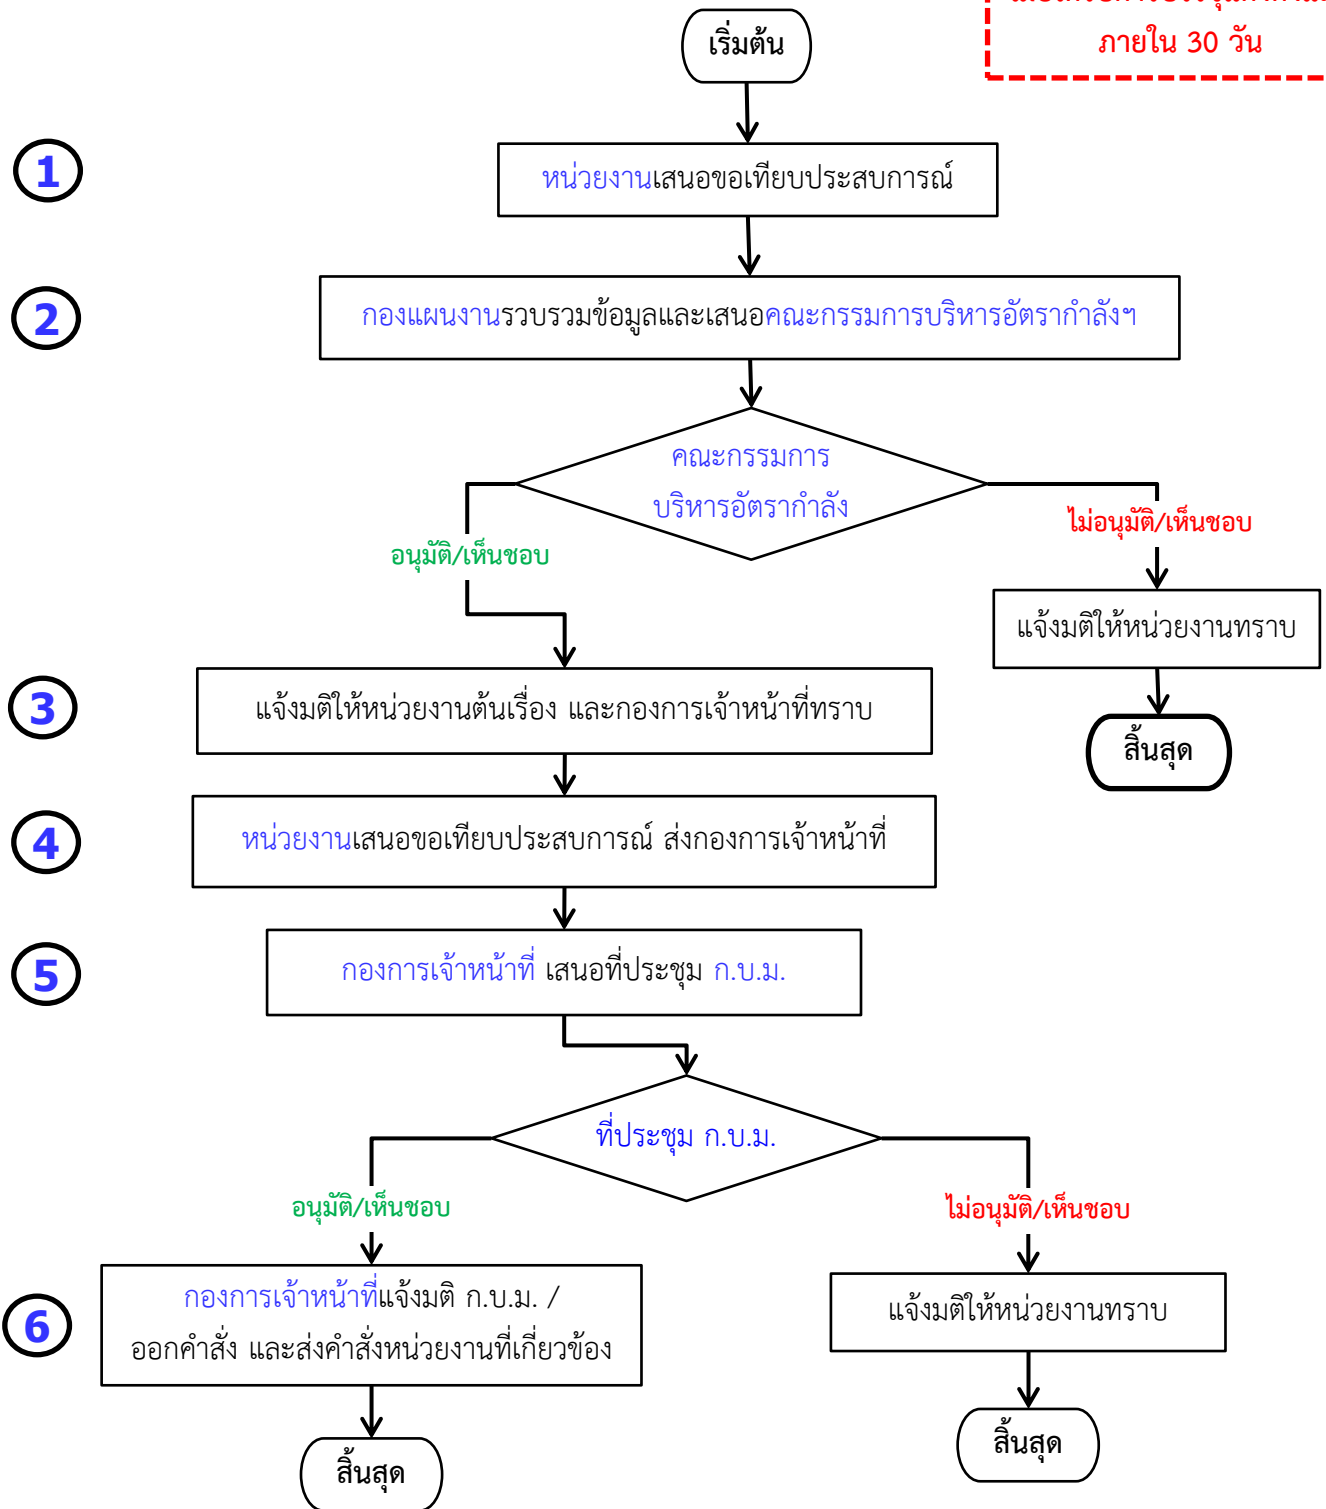 ภายใน 30 วัน
เริ่มต้น
1
หน่วยงานเสนอขอเทียบประสบการณ์
2
กองแผนงานรวบรวมข้อมูลและเสนอคณะกรรมการบริหารอัตรากำลังฯ
คณะกรรมการ
บริหารอัตรากำลัง
อนุมัติ/เห็นชอบ
ไม่อนุมัติ/เห็นชอบ
แจ้งมติให้หน่วยงานทราบ
สิ้นสุด
3
แจ้งมติให้หน่วยงานต้นเรื่อง และกองการเจ้าหน้าที่ทราบ
4
หน่วยงานเสนอขอเทียบประสบการณ์ ส่งกองการเจ้าหน้าที่
5
กองการเจ้าหน้าที่ เสนอที่ประชุม ก.บ.ม.
ที่ประชุม ก.บ.ม.
อนุมัติ/เห็นชอบ
ไม่อนุมัติ/เห็นชอบ
6
กองการเจ้าหน้าที่แจ้งมติ ก.บ.ม. /
ออกคำสั่ง และส่งคำสั่งหน่วยงานที่เกี่ยวข้อง
แจ้งมติให้หน่วยงานทราบ
สิ้นสุด
สิ้นสุด